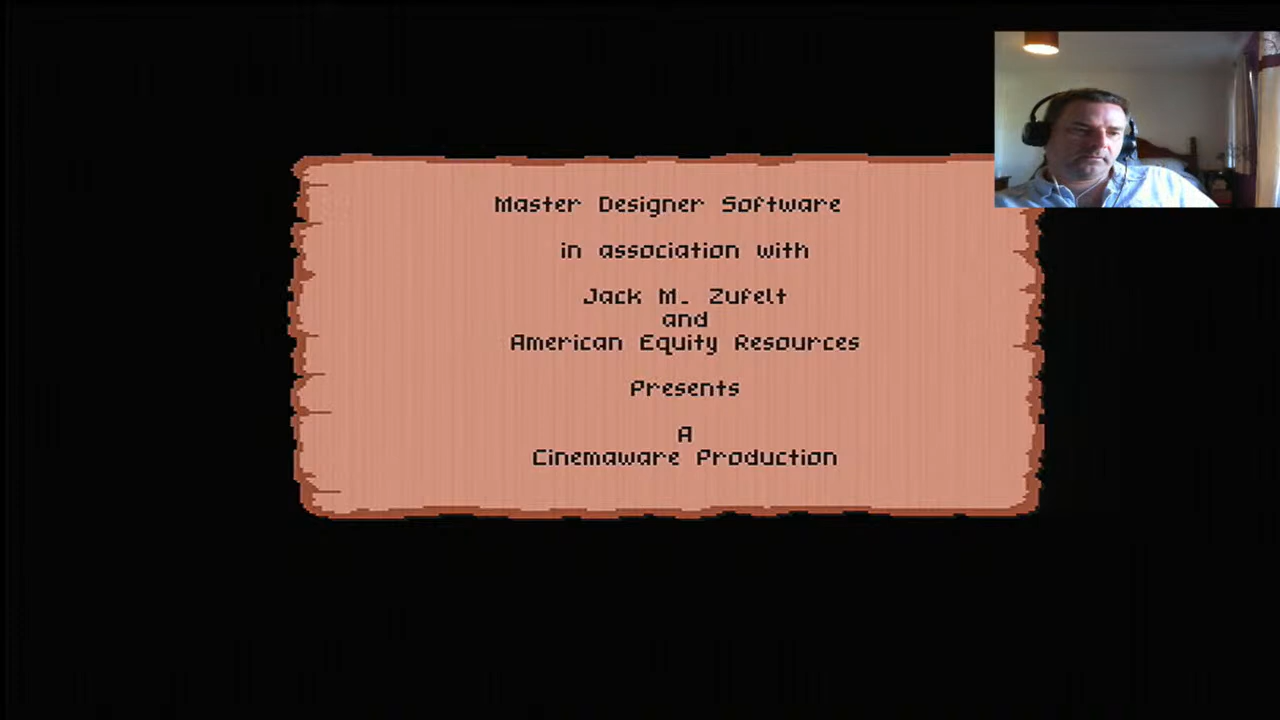 Master Designer Software
in association with
Jack M. Zufelt
and
American Equity Resources
Presents
A
Cinemaware Production